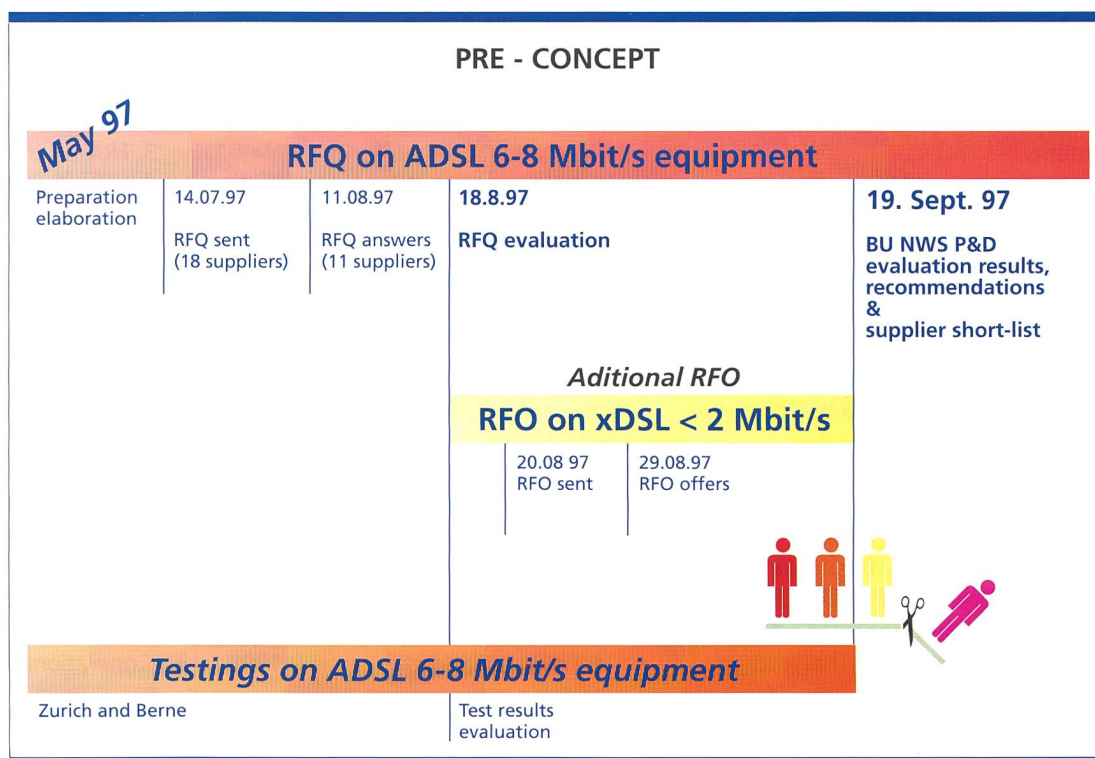 PRE - CONCEPT
May 97
RFQ on ADSL 6-8 Mbit/s equipment
Preparation
elaboration
14.07.97
RFQ sent
(18 suppliers)
11.08.97
RFQ answers
(11 suppliers)
18.8.97
RFQ evaluation
19. Sept. 97
BU NWS P&D
evaluation results,
recommendations
&
supplier short-list
Aditional RFO
RFO on xDSL < 2 Mbit/s
20.08 97
RFO sent
29.08.97
RFO offers
Testings on ADSL 6-8 Mbit/s equipment
Zurich and Berne
Test results
evaluation